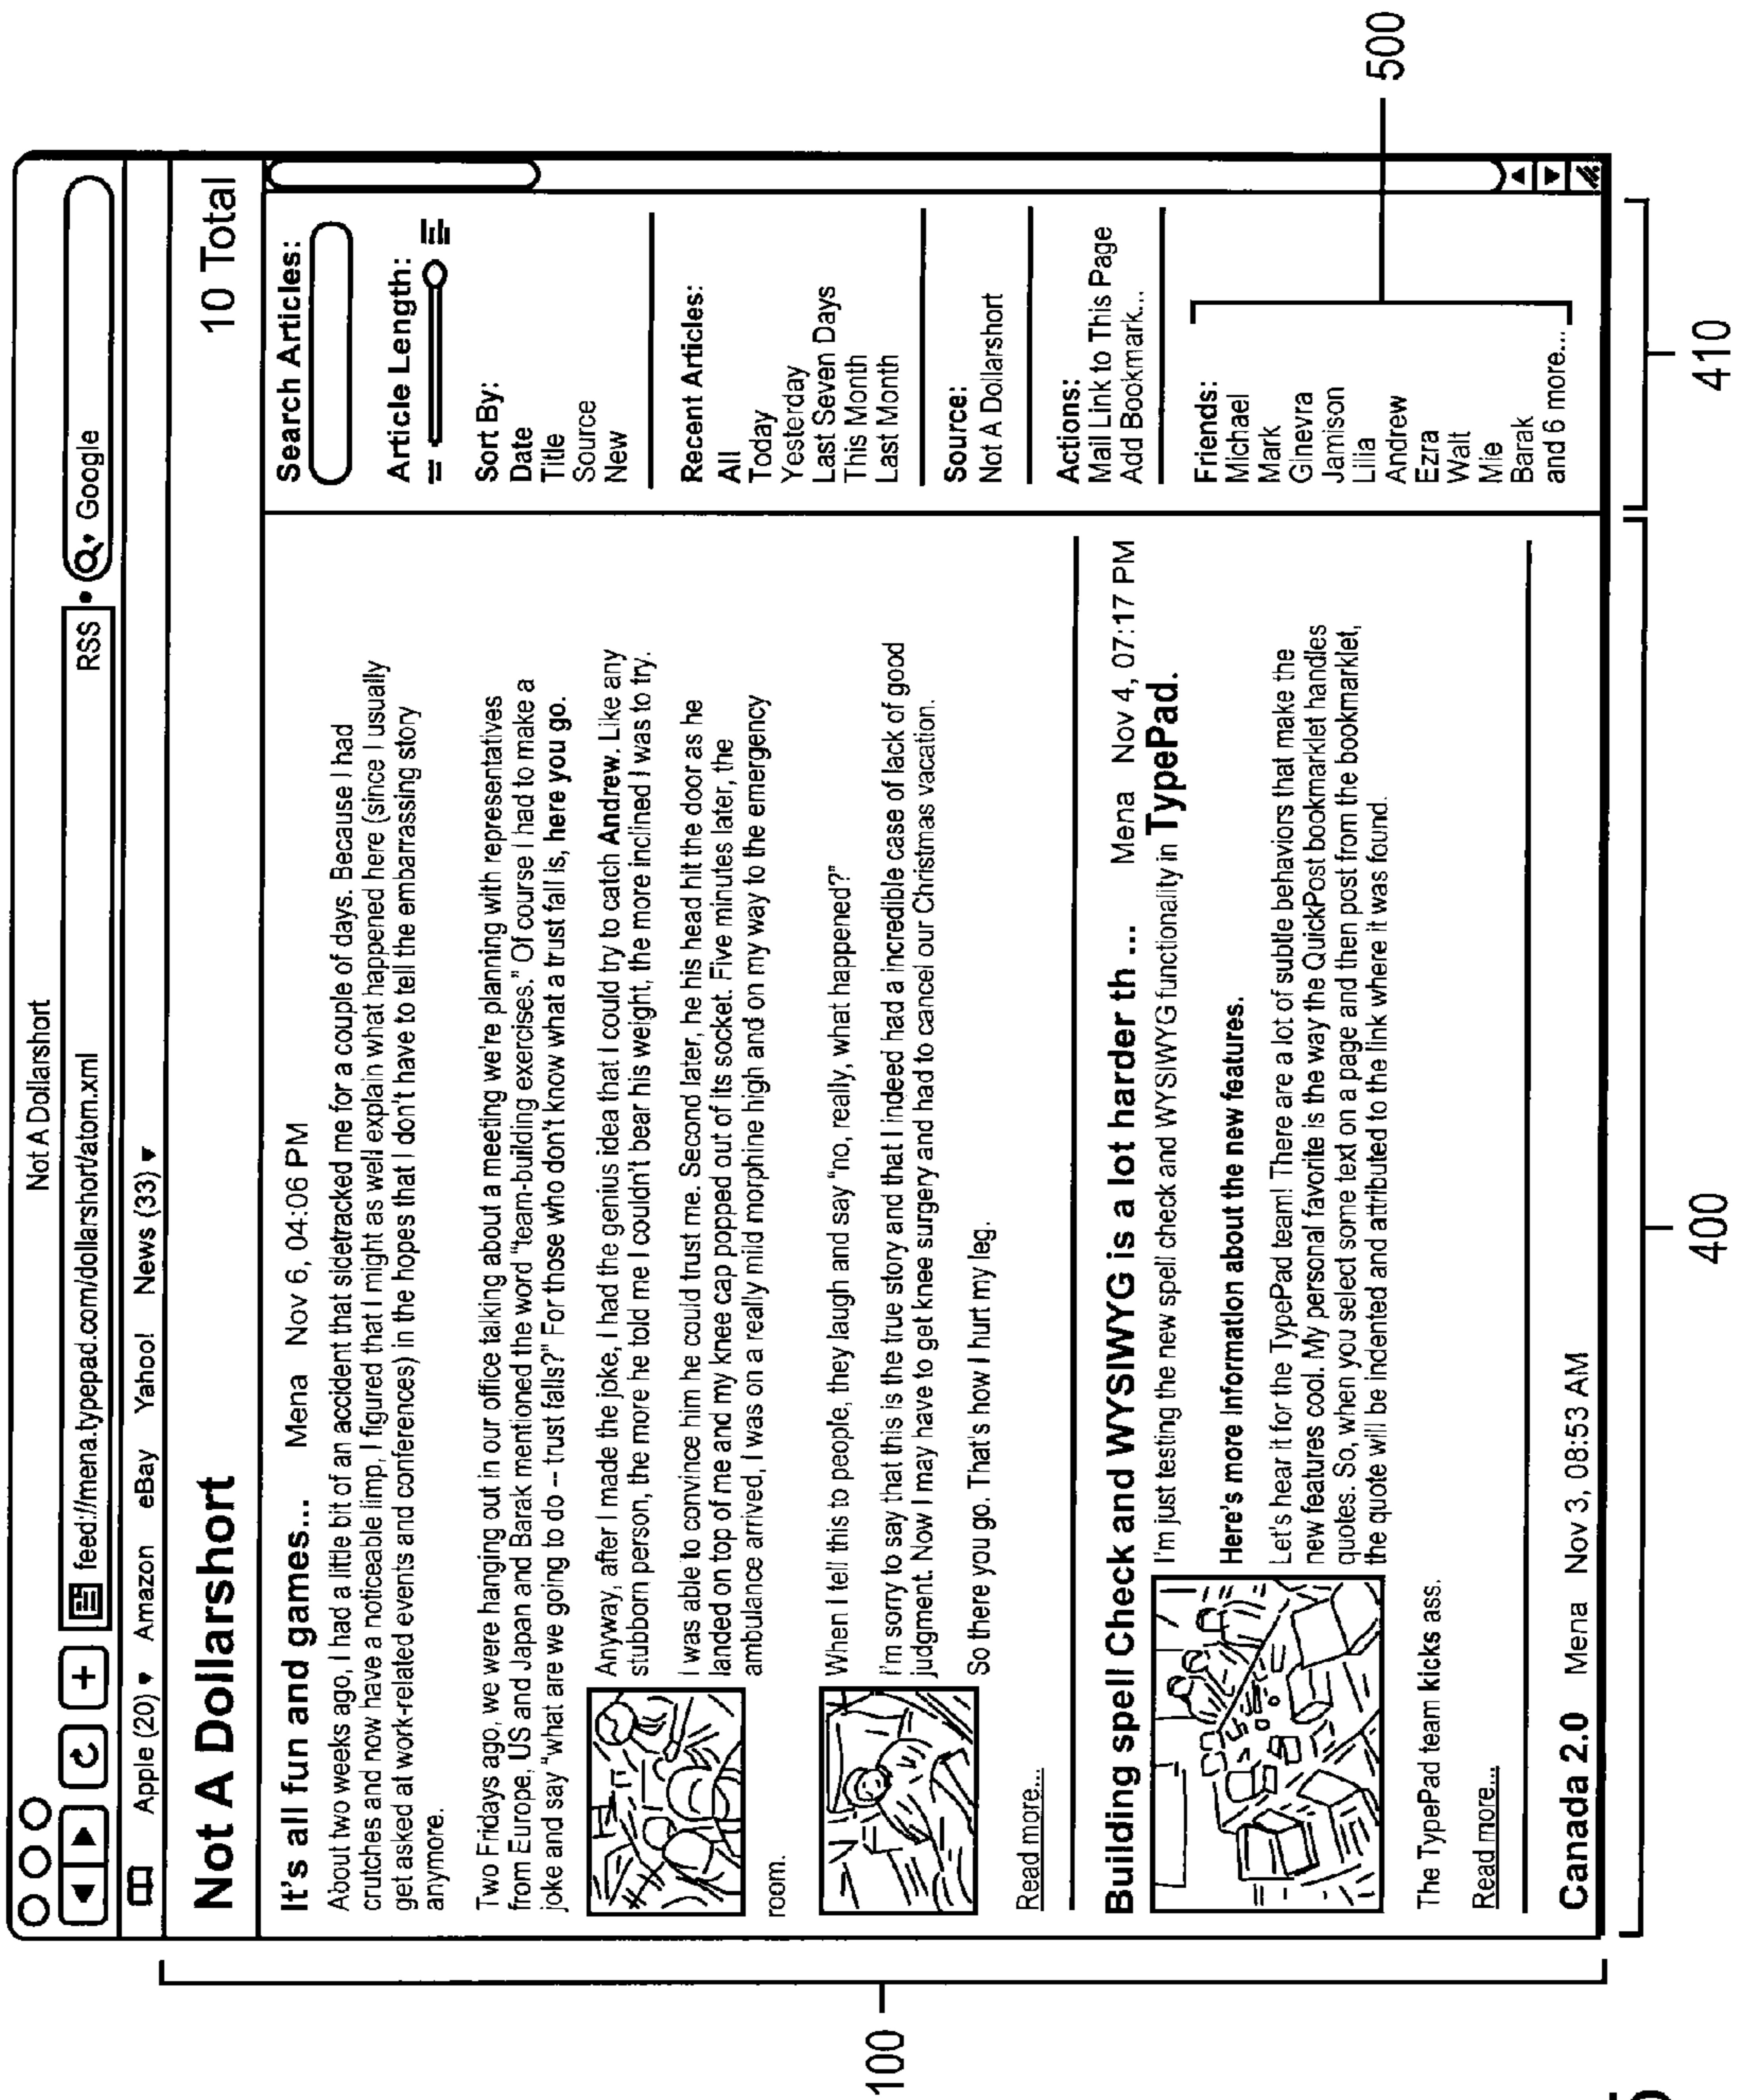 Not A Dollarshort
feed://mena.typepad.com/dollarshort/atom.xml
RSS
Google
Apple (20)
Amazon
eBay
Yahoo!
News (33)
Not A Dollarshort
10 Total
It's all fun and games...
Mena
Nov 6, 04:06 PM
About two weeks ago, I had a little bit of an accident that sidetracked me for a couple of days. Because I had
crutches and now have a noticeable limp, I figured that I might as well explain what happened here (since I usually
get asked at work-related events and conferences) in the hopes that I don't have to tell the embarrassing story
anymore.
Two Fridays ago, we were hanging out in our office talking about a meeting we're planning with representatives
from Europe, US and Japan and Barak mentioned the word "team-building exercises." Of course I had to make a
joke and say "what are we going to do -- trust falls?" For those who don't know what a trust fall is, here you go.
Anyway, after I made the joke, I had the genius idea that I could try to catch Andrew. Like any
stubborn person, the more he told me I couldn't bear his weight, the more inclined I was to try.
I was able to convince him he could trust me. Second later, he his head hit the door as he
landed on top of me and my knee cap popped out of its socket. Five minutes later, the
ambulance arrived, I was on a really mild morphine high and on my way to the emergency
room.
When I tell this to people, they laugh and say "no, really, what happened?"
I'm sorry to say that this is the true story and that I indeed had a incredible case of lack of good
judgment. Now I may have to get knee surgery and had to cancel our Christmas vacation.
So there you go. That's how I hurt my leg.
Read more...
Building spell Check and WYSIWYG is a lot harder th ...
Mena
Nov 4, 07:17 PM
I'm just testing the new spell check and WYSIWYG functionality in TypePad.
Here's more Information about the new features.
Let's hear it for the TypePad team! There are a lot of subtle behaviors that make the
new features cool. My personal favorite is the way the QuickPost bookmarklet handles
quotes. So, when you select some text on a page and then post from the bookmarklet,
the quote will be indented and attributed to the link where it was found.
The TypePad team kicks ass.
Read more...
Canada 2.0
Mena
Nov 3, 08:53 AM
Search Articles:
Article Length:
Sort By:
Date
Title
Source
New
Recent Articles:
All
Today
Yesterday
Last Seven Days
This Month
Last Month
Source:
Not A Dollarshort
Actions:
Mail Link to This Page
Add Bookmark...
Friends:
Michael
Mark
Ginevra
Jamison
Lilia
Andrew
Ezra
Walt
Mie
Barak
and 6 more...
100
400
410
500